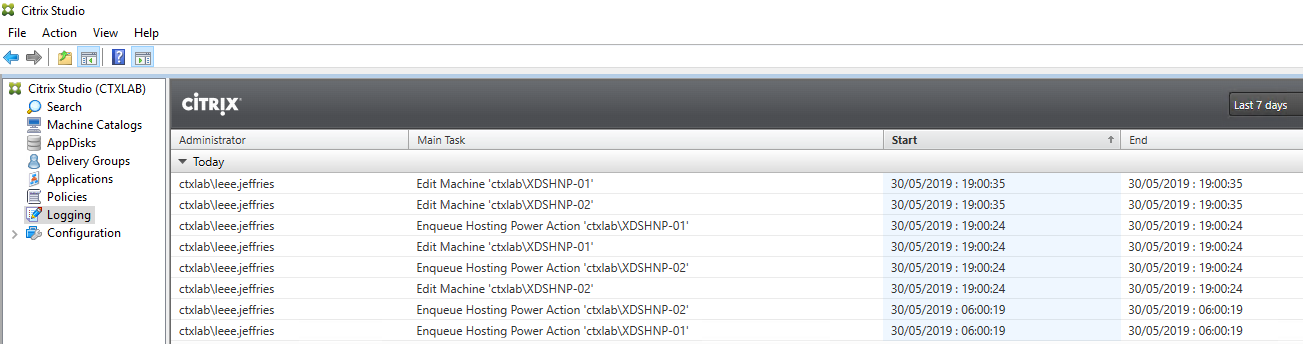 Citrix Studio
File Action View Help
Citrix Studio (CTXLAB)
Search
Machine Catalogs
AppDisks
Delivery Groups
Applications
Policies
Logging
Configuration
CITRIX
Last 7 days
Administrator Main Task Start End
Today
ctxlab\leee.jeffries Edit Machine 'ctxlab\XDSHNP-01' 30/05/2019 : 19:00:35 30/05/2019 : 19:00:35
ctxlab\leee.jeffries Edit Machine 'ctxlab\XDSHNP-02' 30/05/2019 : 19:00:35 30/05/2019 : 19:00:35
ctxlab\leee.jeffries Enqueue Hosting Power Action 'ctxlab\XDSHNP-01' 30/05/2019 : 19:00:24 30/05/2019 : 19:00:24
ctxlab\leee.jeffries Edit Machine 'ctxlab\XDSHNP-01' 30/05/2019 : 19:00:24 30/05/2019 : 19:00:24
ctxlab\leee.jeffries Enqueue Hosting Power Action 'ctxlab\XDSHNP-02' 30/05/2019 : 19:00:24 30/05/2019 : 19:00:24
ctxlab\leee.jeffries Edit Machine 'ctxlab\XDSHNP-02' 30/05/2019 : 19:00:24 30/05/2019 : 19:00:24
ctxlab\leee.jeffries Enqueue Hosting Power Action 'ctxlab\XDSHNP-02' 30/05/2019 : 06:00:19 30/05/2019 : 06:00:19
ctxlab\leee.jeffries Enqueue Hosting Power Action 'ctxlab\XDSHNP-01' 30/05/2019 : 06:00:19 30/05/2019 : 06:00:19